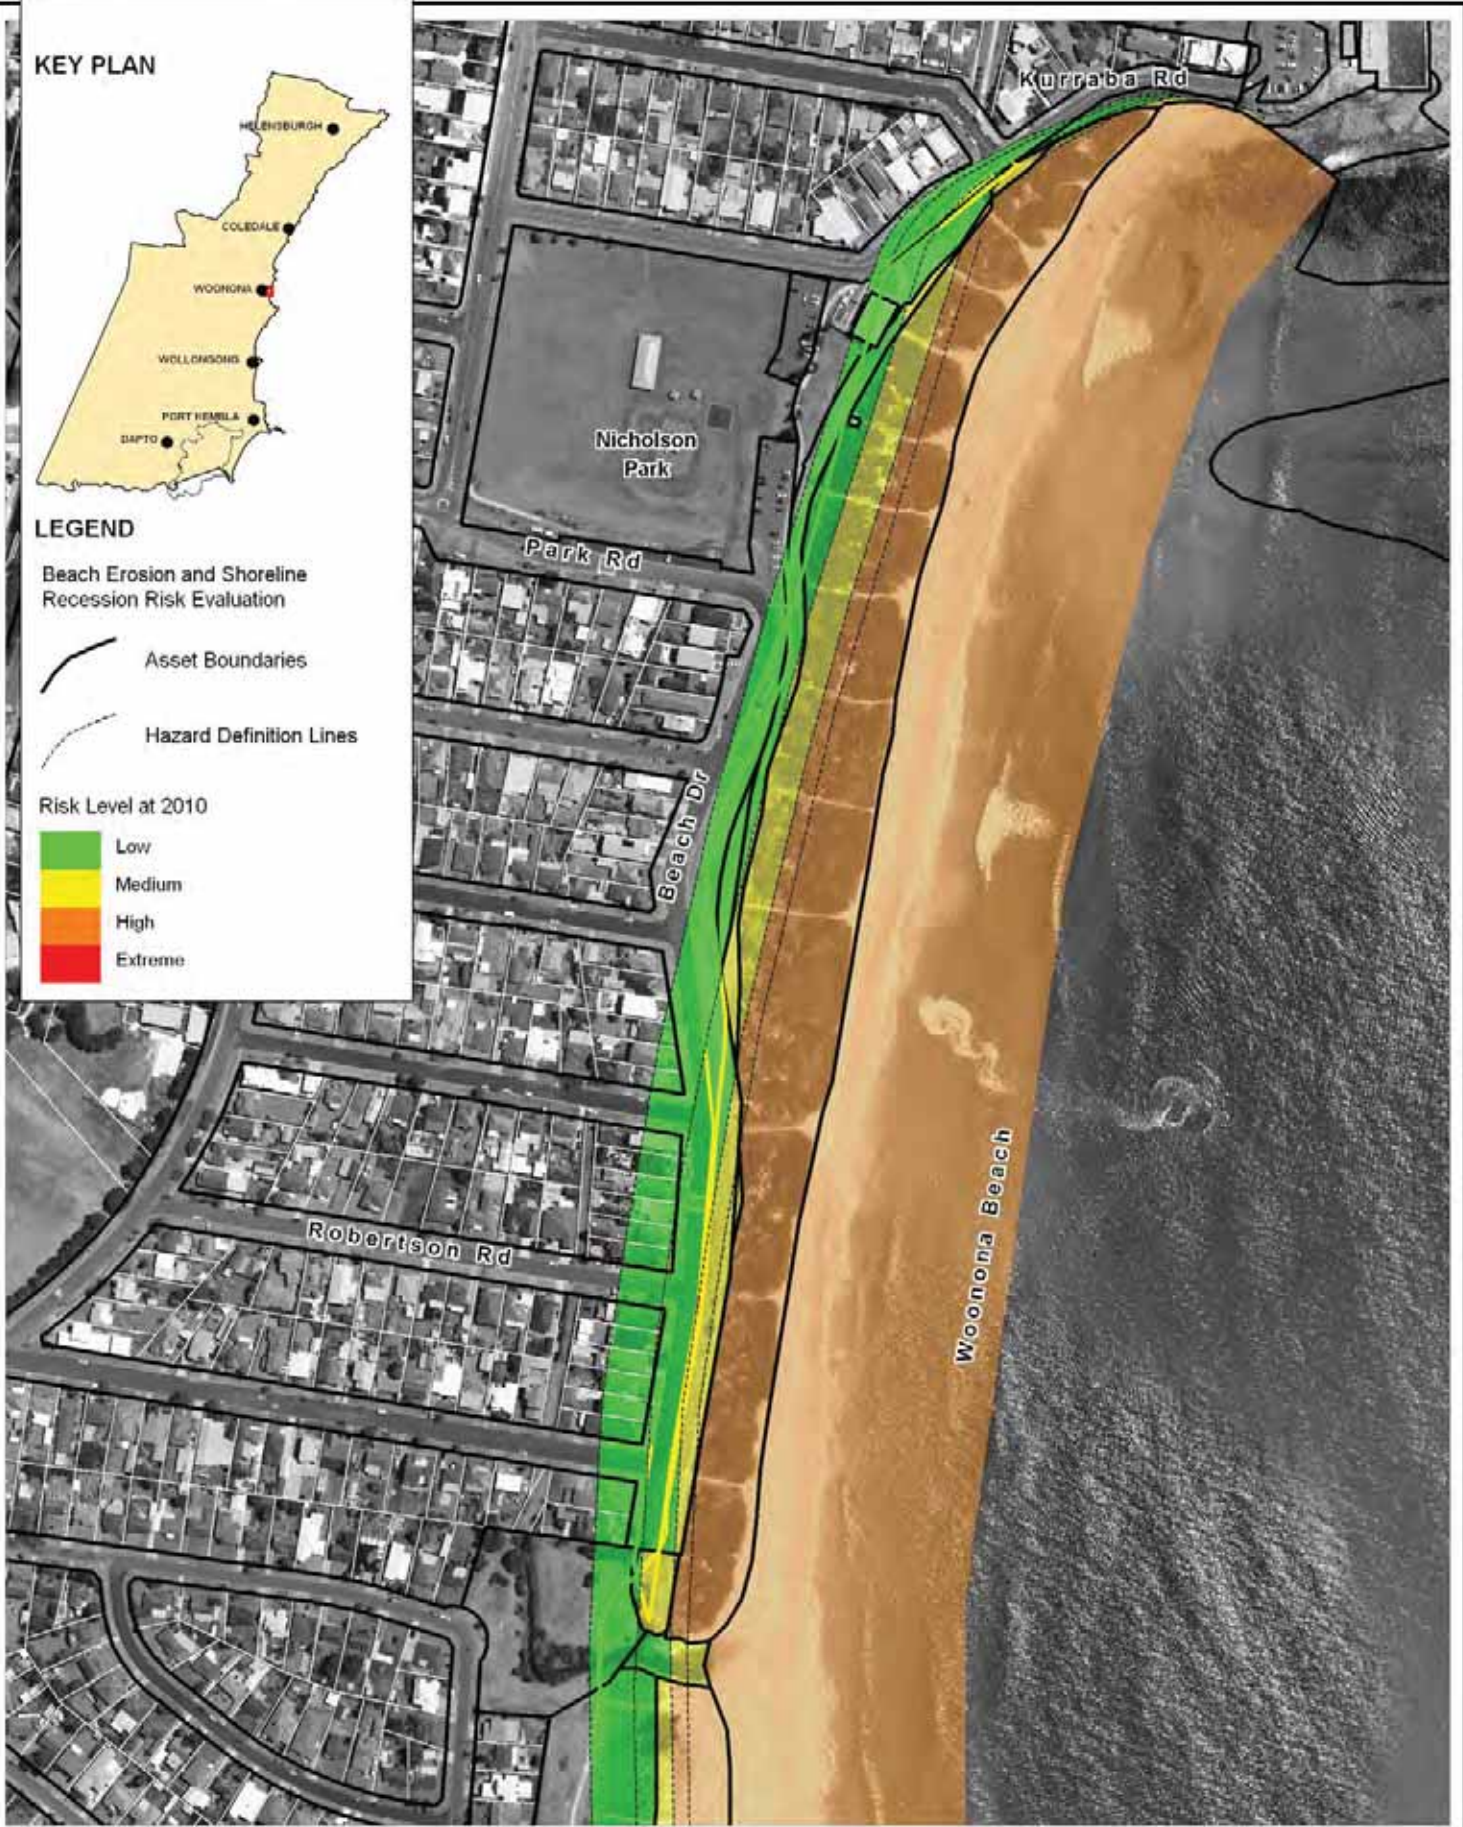 KEY PLAN
HELENSBURGH
COLEDALE
WOONONA
WOLLONGONG
PORT KEMBLA
DAPTO
LEGEND
Beach Erosion and Shoreline
Recession Risk Evaluation
Asset Boundaries
Hazard Definition Lines
Risk Level at 2010
Low
Medium
High
Extreme
Kurraba Rd
Nicholson
Park
Park Rd
Beach Dr
Robertson Rd
Woonona Beach